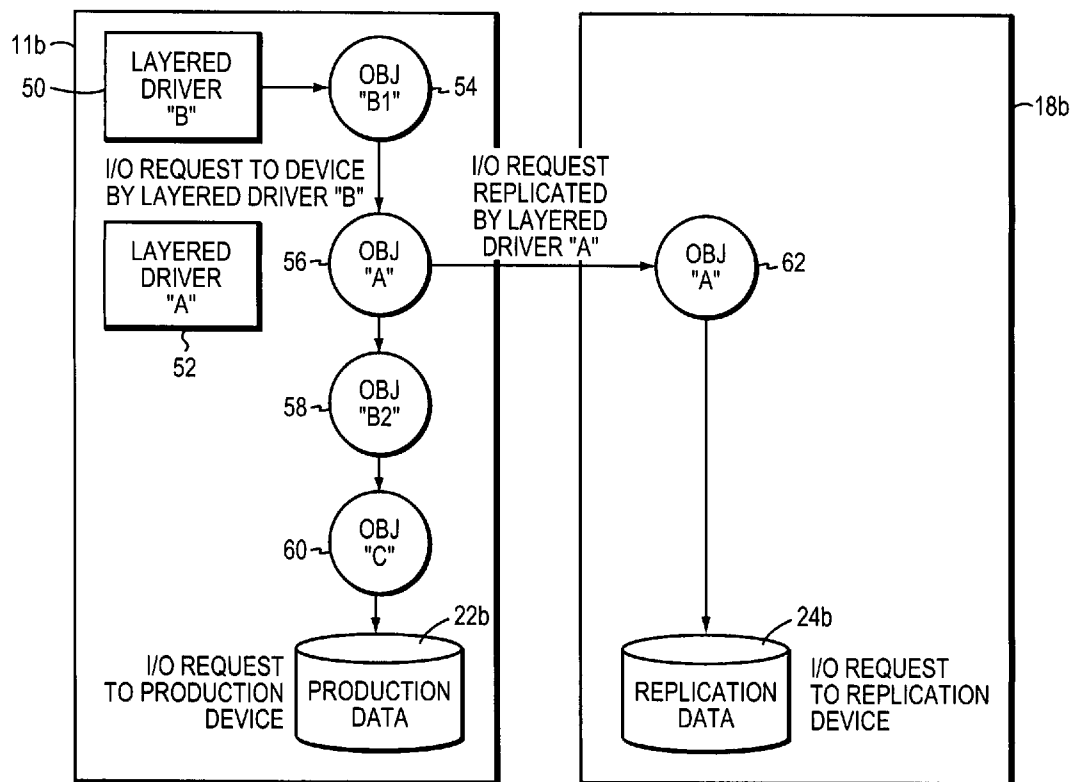 11b
LAYERED
DRIVER
"B"
50
OBJ
"B1"
54
18b
I/O REQUEST TO DEVICE
BY LAYERED DRIVER "B"
I/O REQUEST
REPLICATED
BY LAYERED
DRIVER "A"
LAYERED
DRIVER
"A"
52
56
OBJ
"A"
OBJ
"A"
62
58
OBJ
"B2"
60
OBJ
"C"
22b
24b
I/O REQUEST
TO PRODUCTION
DEVICE
PRODUCTION
DATA
REPLICATION
DATA
I/O REQUEST
TO REPLICATION
DEVICE